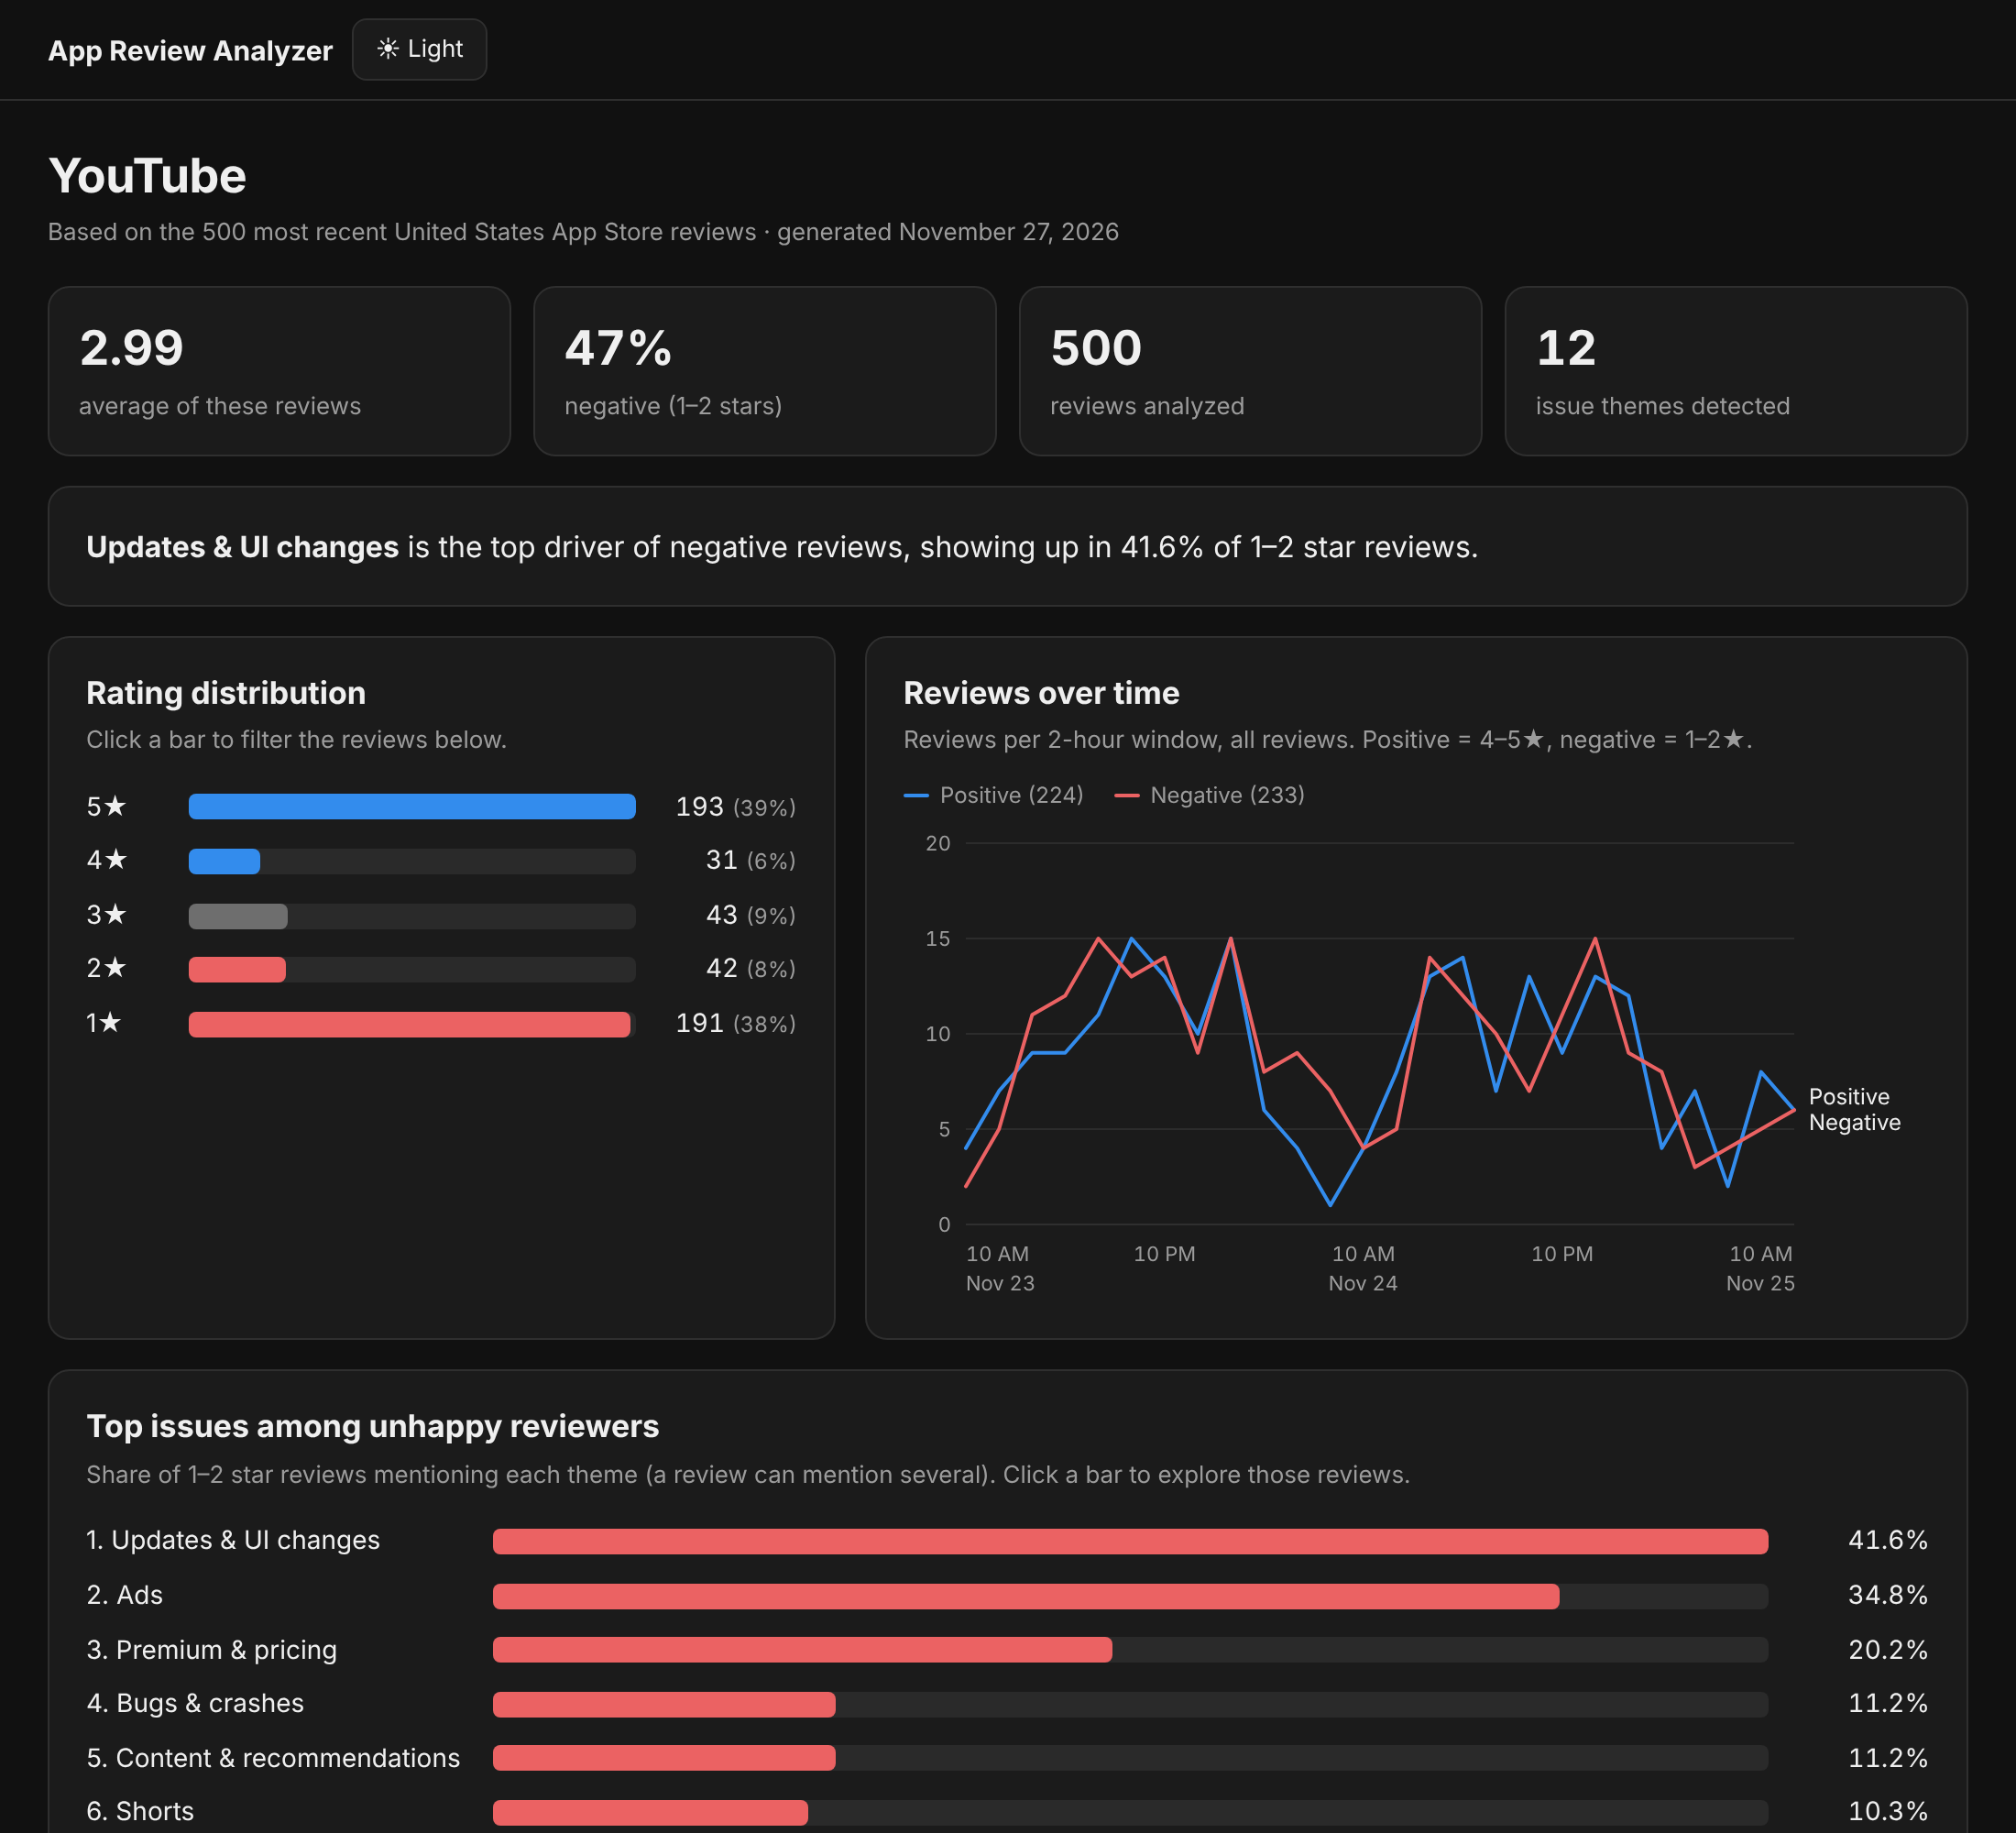 App Review Analyzer
☀ Light
YouTube
Based on the 500 most recent United States App Store reviews · generated November 27, 2026
2.99
average of these reviews
47%
negative (1–2 stars)
500
reviews analyzed
12
issue themes detected
Updates & UI changes is the top driver of negative reviews, showing up in 41.6% of 1–2 star reviews.
Rating distribution
Click a bar to filter the reviews below.
5★ 193 (39%)
4★ 31 (6%)
3★ 43 (9%)
2★ 42 (8%)
1★ 191 (38%)
Reviews over time
Reviews per 2-hour window, all reviews. Positive = 4–5★, negative = 1–2★.
Positive (224) Negative (233)
20
15
10
5
0
Positive
Negative
10 AM 10 PM 10 AM 10 PM 10 AM
Nov 23 Nov 24 Nov 25
Top issues among unhappy reviewers
Share of 1–2 star reviews mentioning each theme (a review can mention several). Click a bar to explore those reviews.
1. Updates & UI changes 41.6%
2. Ads 34.8%
3. Premium & pricing 20.2%
4. Bugs & crashes 11.2%
5. Content & recommendations 11.2%
6. Shorts 10.3%